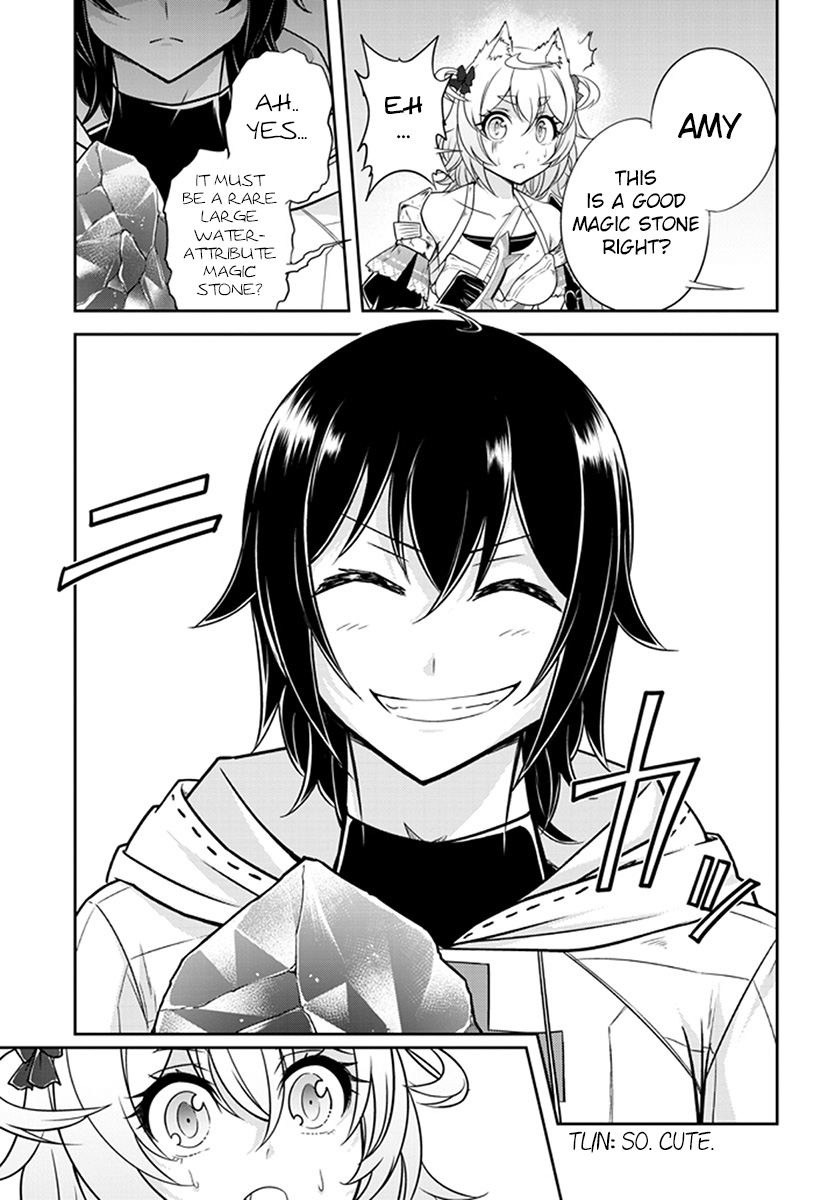 AMY
THIS
IS A GOOD
MAGIC STONE
RIGHT?
EH
...
AH..
YES...
IT MUST
BE A RARE
LARGE
WATER-
ATTRIBUTE
MAGIC
STONE?
ニカッ
TL/N: SO. CUTE.